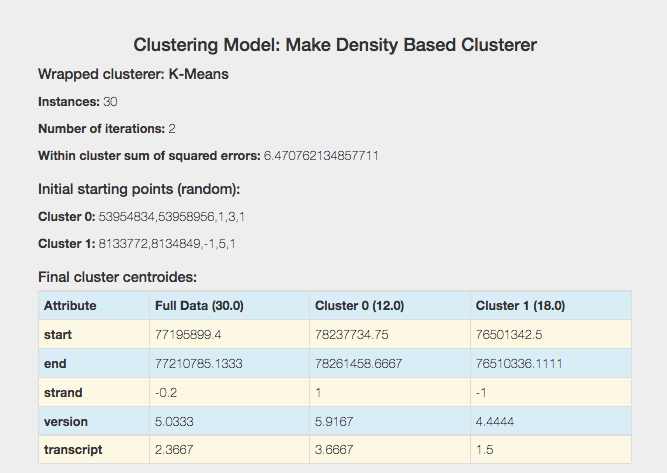 Clustering Model: Make Density Based Clusterer
Wrapped clusterer: K-Means
Instances: 30
Number of iterations: 2
Within cluster sum of squared errors: 6.470762134857711
Initial starting points (random):
Cluster 0: 53954834,53958956,1,3,1
Cluster 1: 8133772,8134849,-1,5,1
Final cluster centroides:
Attribute Full Data (30.0) Cluster 0 (12.0) Cluster 1 (18.0)
start 77195899.4 78237734.75 76501342.5
end 77210785.1333 78261458.6667 76510336.1111
strand -0.2 1 -1
version 5.0333 5.9167 4.4444
transcript 2.3667 3.6667 1.5